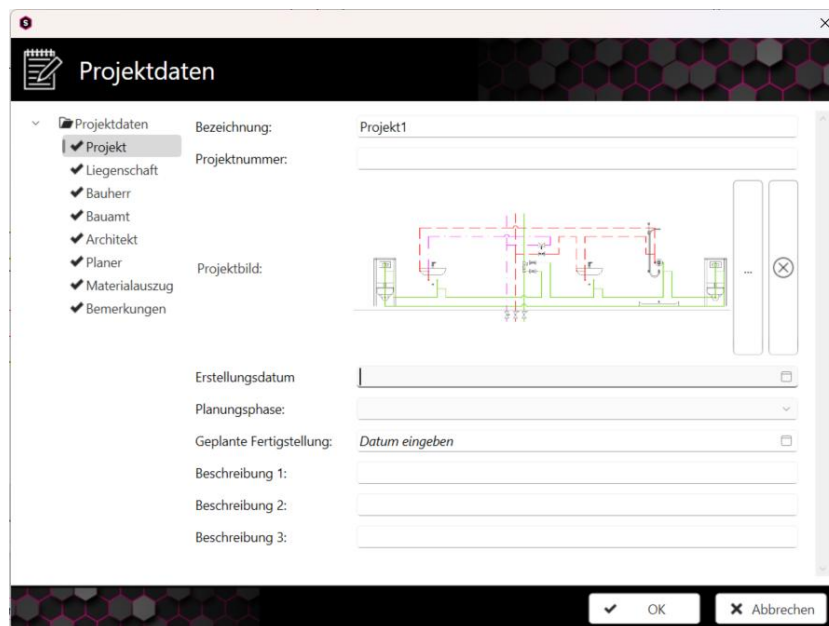 S
Projektdaten
Projektdaten
Projekt
Liegenschaft
Bauherr
Bauamt
Architekt
Planer
Materialauszug
Bemerkungen
Bezeichnung: Projekt1
Projektnummer:
Projektbild:
...
Erstellungsdatum
Planungsphase:
Geplante Fertigstellung: Datum eingeben
Beschreibung 1:
Beschreibung 2:
Beschreibung 3:
OK Abbrechen